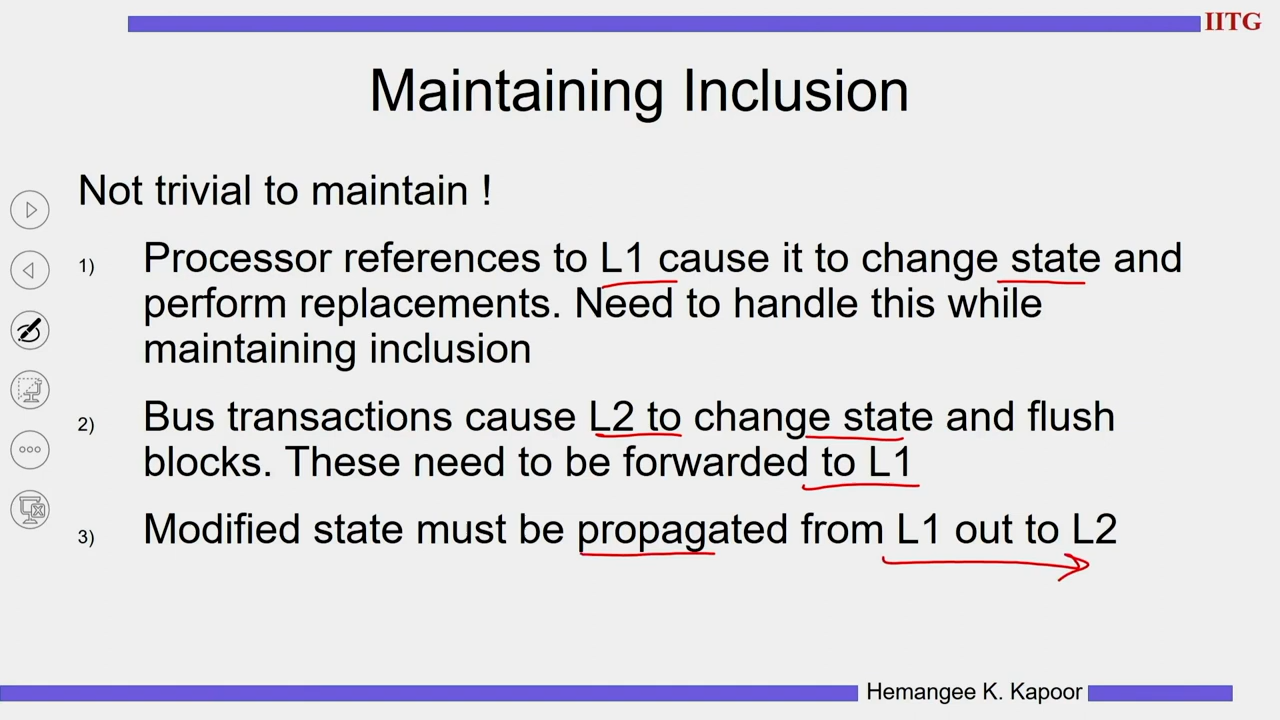 IITG
Maintaining Inclusion
Not trivial to maintain !
1) Processor references to L1 cause it to change state and
perform replacements. Need to handle this while
maintaining inclusion
2) Bus transactions cause L2 to change state and flush
blocks. These need to be forwarded to L1
3) Modified state must be propagated from L1 out to L2
Hemangee K. Kapoor